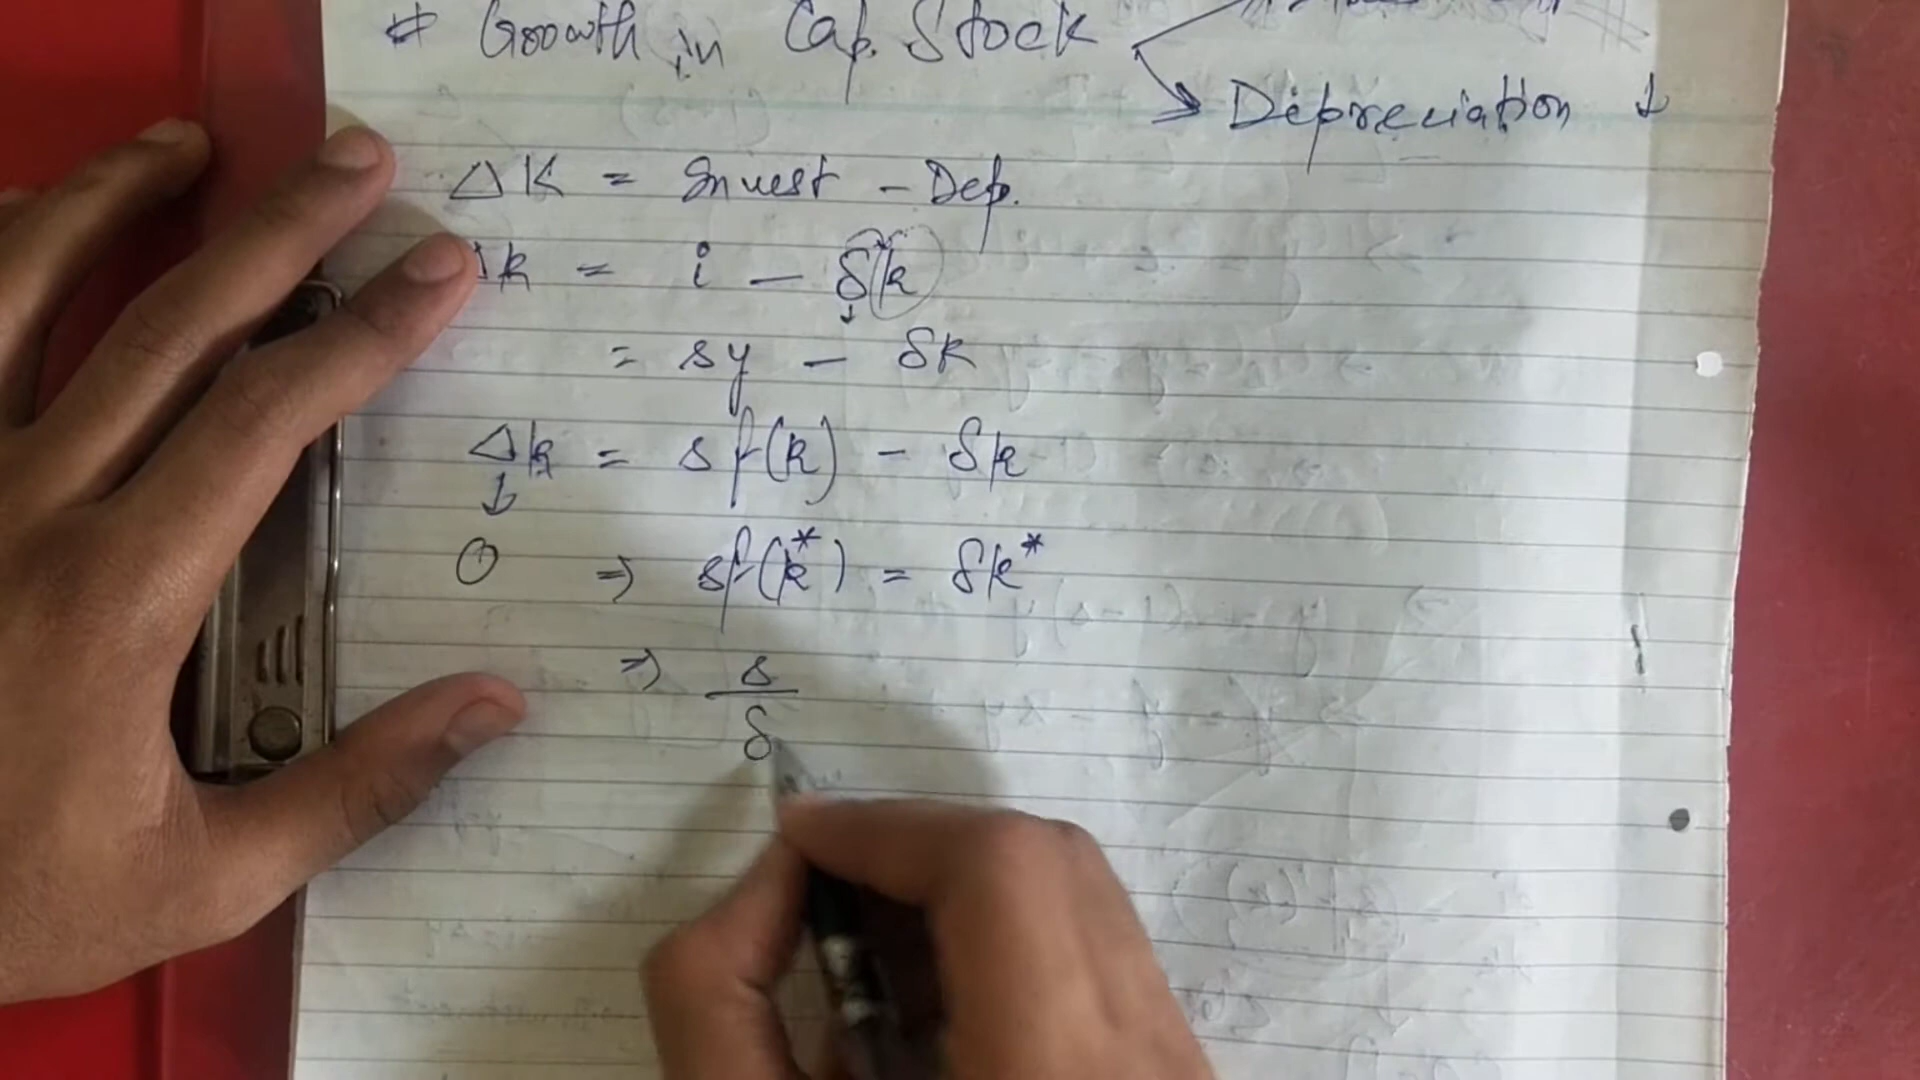 # Growth in Cap. Stock
→ Depreciation ↓
ΔK = Invest - Dep.
Δk = i - δk
= sy - δk
Δk = sf(k) - δk
↓
0 ⇒ sf(k*) = δk*
⇒ s/δ